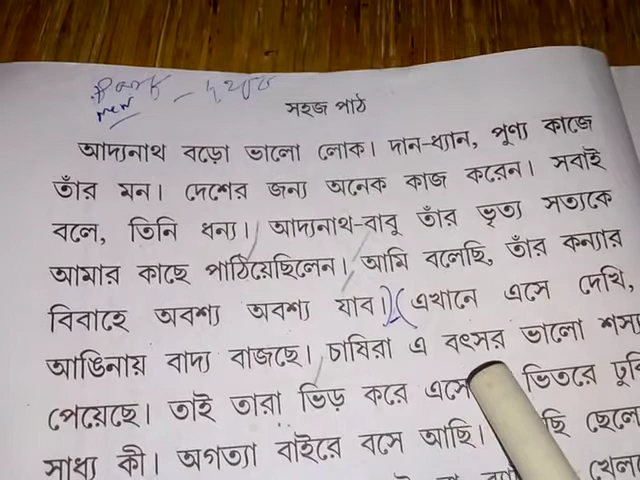 সহজ পাঠ
আদ্যনাথ বড়ো ভালো লোক। দান-ধ্যান, পুণ্য কাজে
তাঁর মন। দেশের জন্য অনেক কাজ করেন। সবাই
বলে, তিনি ধন্য। আদ্যনাথ-বাবু তাঁর ভৃত্য সত্যকে
আমার কাছে পাঠিয়েছিলেন। আমি বলেছি, তাঁর কন্যার
বিবাহে অবশ্য অবশ্য যাব। এখানে এসে দেখি,
আঙিনায় বাদ্য বাজছে। চাষিরা এ বৎসর ভালো শস্য
পেয়েছে। তাই তারা ভিড় করে এসে ভিতরে
সাধ্য কী। অগত্যা বাইরে বসে আছি। ছেলে